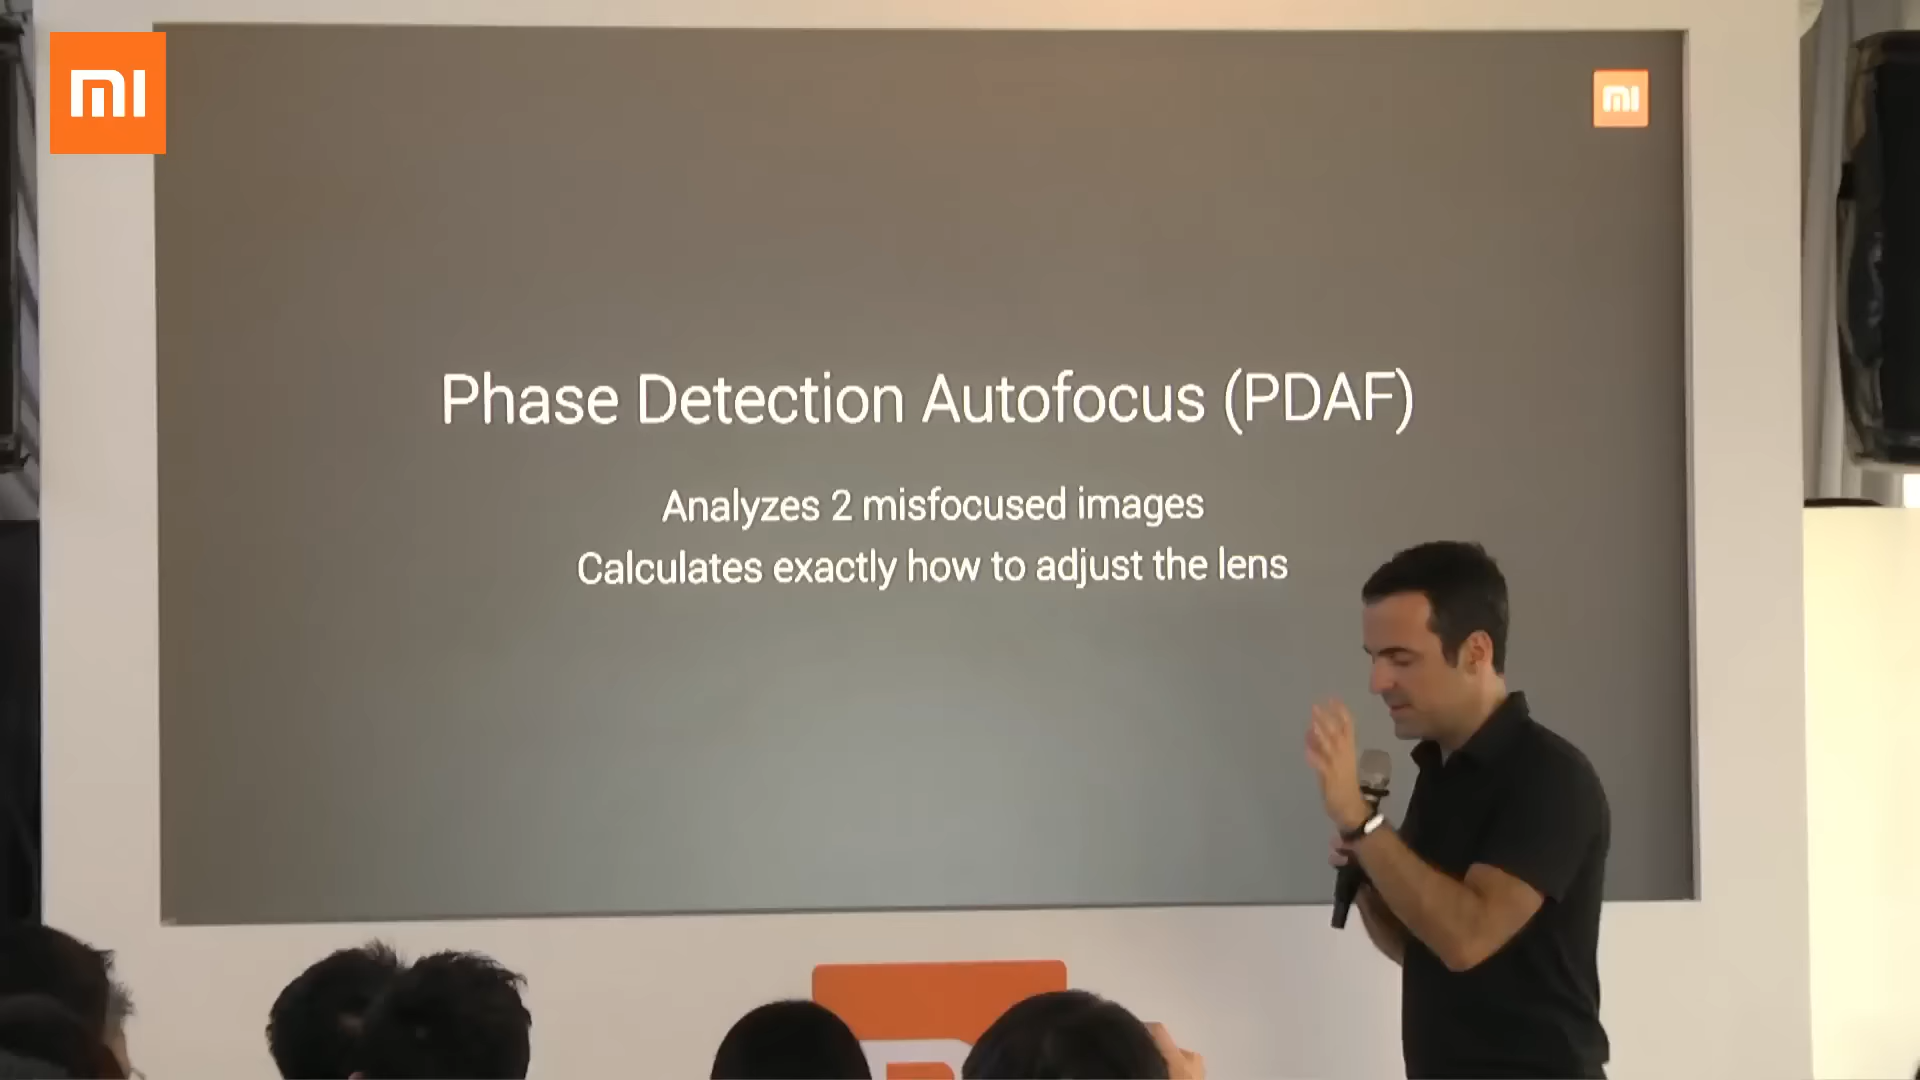 mi
mi
Phase Detection Autofocus (PDAF)
Analyzes 2 misfocused images
Calculates exactly how to adjust the lens